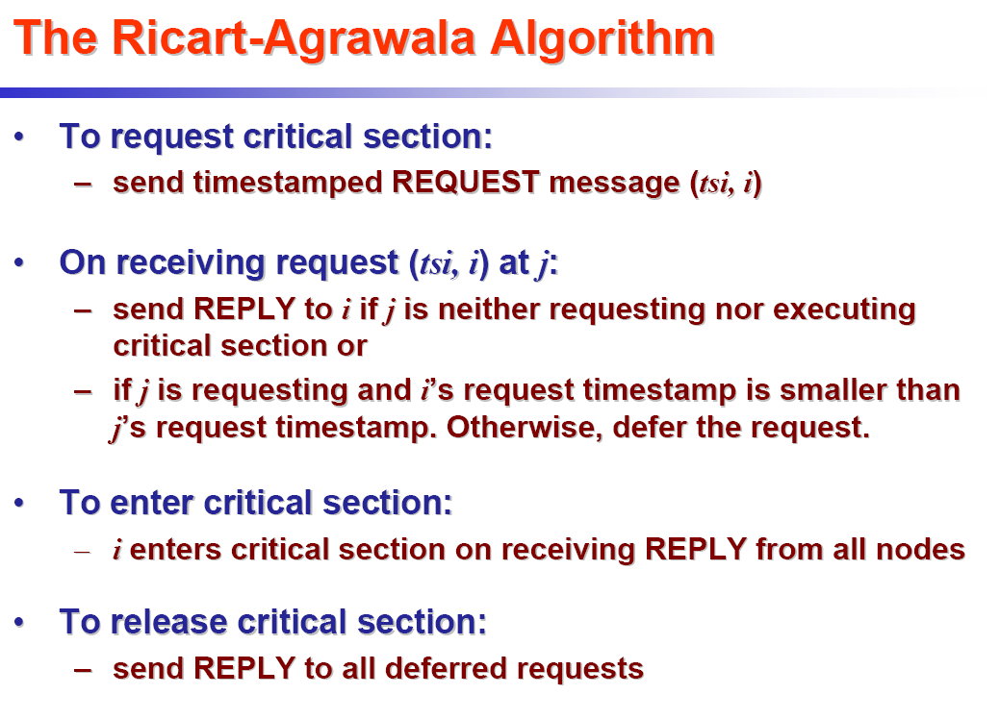 The Ricart-Agrawala Algorithm
• To request critical section:
– send timestamped REQUEST message (tsi, i)
• On receiving request (tsi, i) at j:
– send REPLY to i if j is neither requesting nor executing
critical section or
– if j is requesting and i’s request timestamp is smaller than
j’s request timestamp. Otherwise, defer the request.
• To enter critical section:
– i enters critical section on receiving REPLY from all nodes
• To release critical section:
– send REPLY to all deferred requests